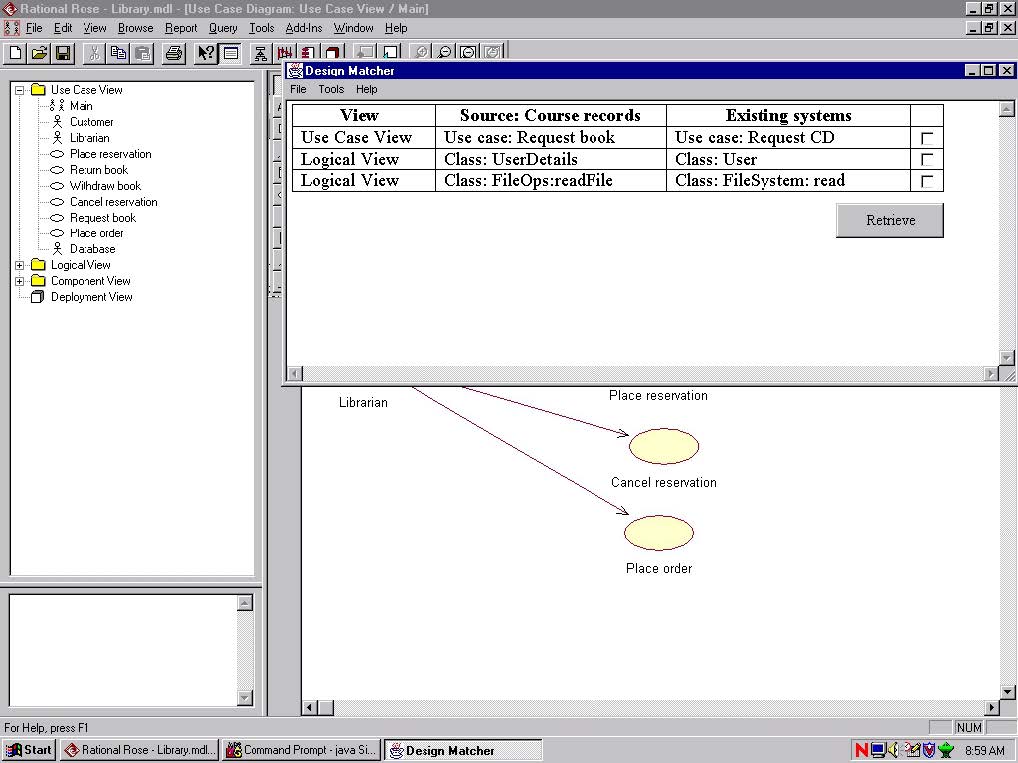 Rational Rose - Library.mdl - [Use Case Diagram: Use Case View / Main]
File Edit View Browse Report Query Tools Add-Ins Window Help
Design Matcher
File Tools Help
View Source: Course records Existing systems
Use Case View Use case: Request book Use case: Request CD
Logical View Class: UserDetails Class: User
Logical View Class: FileOps:readFile Class: FileSystem: read
Retrieve
Use Case View
Main
Customer
Librarian
Place reservation
Return book
Withdraw book
Cancel reservation
Request book
Place order
Database
Logical View
Component View
Deployment View
Librarian
Place reservation
Cancel reservation
Place order
For Help, press F1
NUM
Start Rational Rose - Library.mdl... Command Prompt - java Si... Design Matcher 8:59 AM